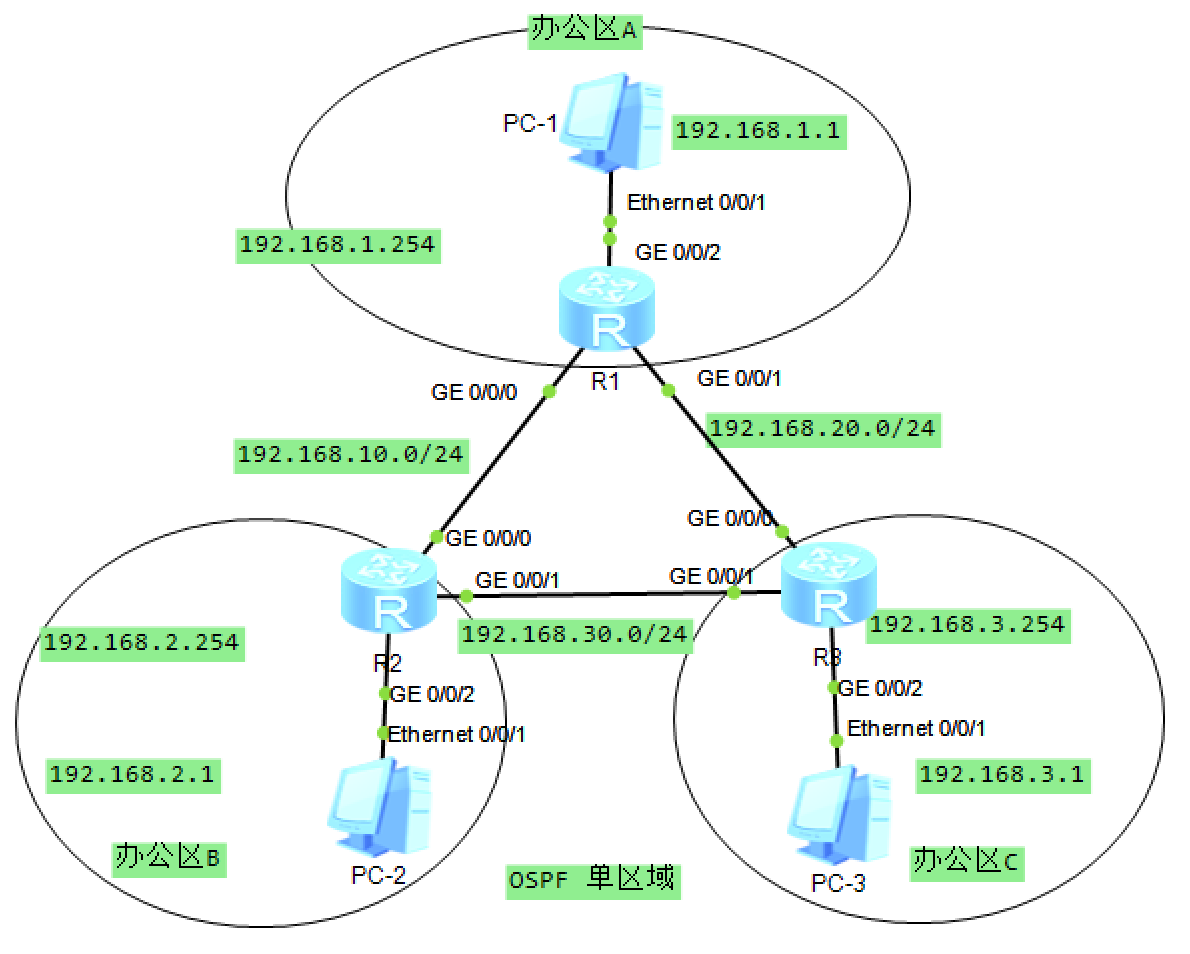 办公区A
PC-1
192.168.1.1
Ethernet 0/0/1
192.168.1.254
GE 0/0/2
R
R1
GE 0/0/0
GE 0/0/1
192.168.10.0/24
192.168.20.0/24
GE 0/0/0
GE 0/0/0
GE 0/0/1
GE 0/0/1
R
R
192.168.30.0/24
192.168.2.254
192.168.3.254
R2
R3
GE 0/0/2
GE 0/0/2
Ethernet 0/0/1
Ethernet 0/0/1
192.168.2.1
192.168.3.1
办公区B
办公区C
PC-2
OSPF 单区域
PC-3